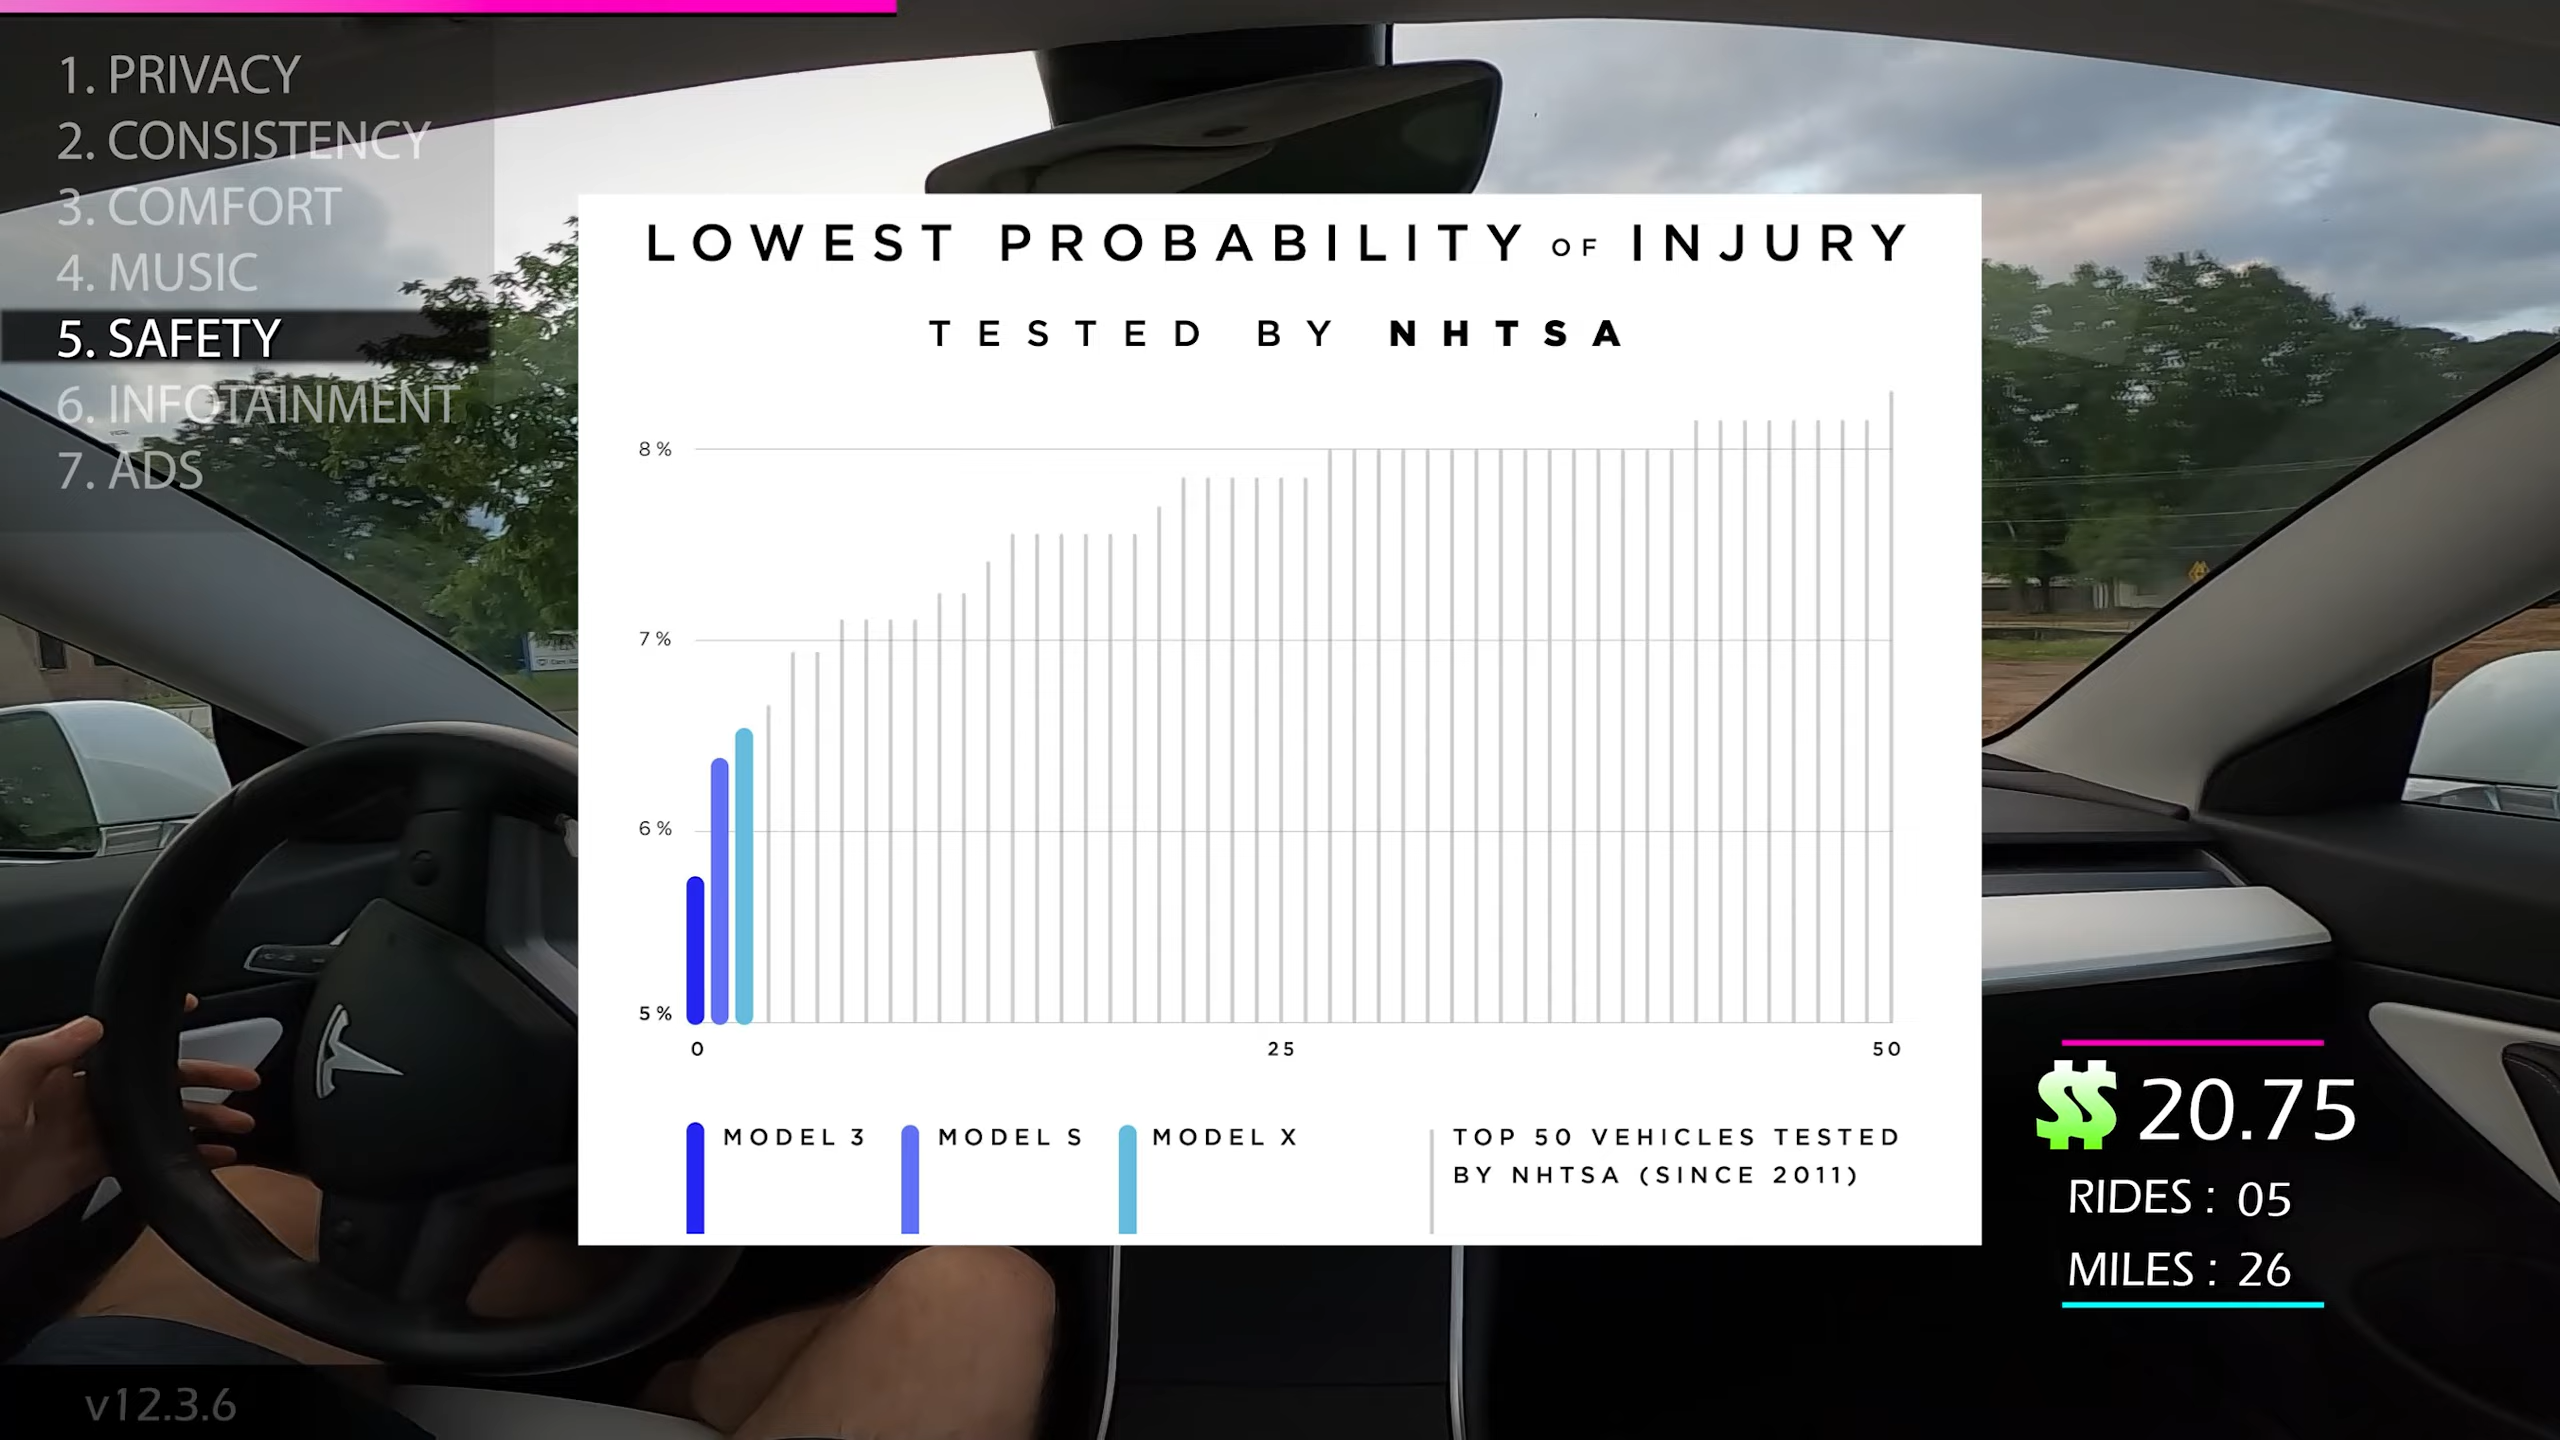 1. PRIVACY
2. CONSISTENCY
3. COMFORT
4. MUSIC
5. SAFETY
6. INFOTAINMENT
7. ADS
LOWEST PROBABILITY OF INJURY
TESTED BY NHTSA
8%
7%
6%
5%
0
25
50
MODEL 3
MODEL S
MODEL X
TOP 50 VEHICLES TESTED
BY NHTSA (SINCE 2011)
$$ 20.75
RIDES : 05
MILES : 26
v12.3.6